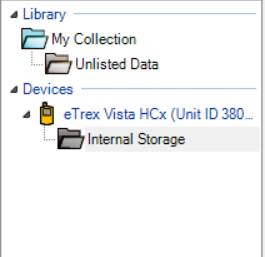 Library
My Collection
Unlisted Data
Devices
eTrex Vista HCx (Unit ID 380...
Internal Storage